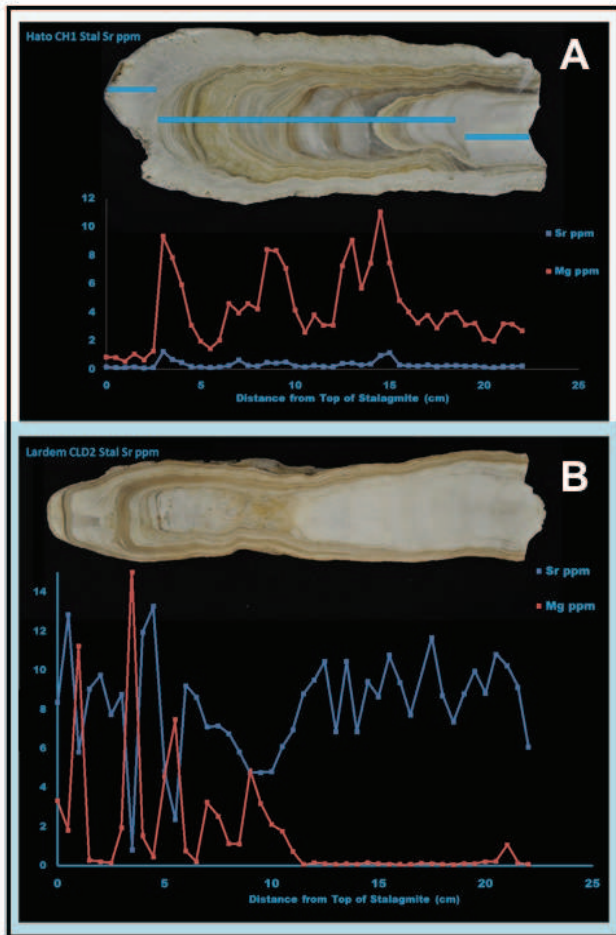 Hato CH1 Stal Sr ppm
A
12
10
8
6
4
2
0
Sr ppm
Mg ppm
0 5 10 15 20 25
Distance from Top of Stalagmite (cm)
Lardem CLD2 Stal Sr ppm
B
Sr ppm
Mg ppm
14
12
10
8
6
4
2
0
0 5 10 15 20 25
Distance from Top of Stalagmite (cm)